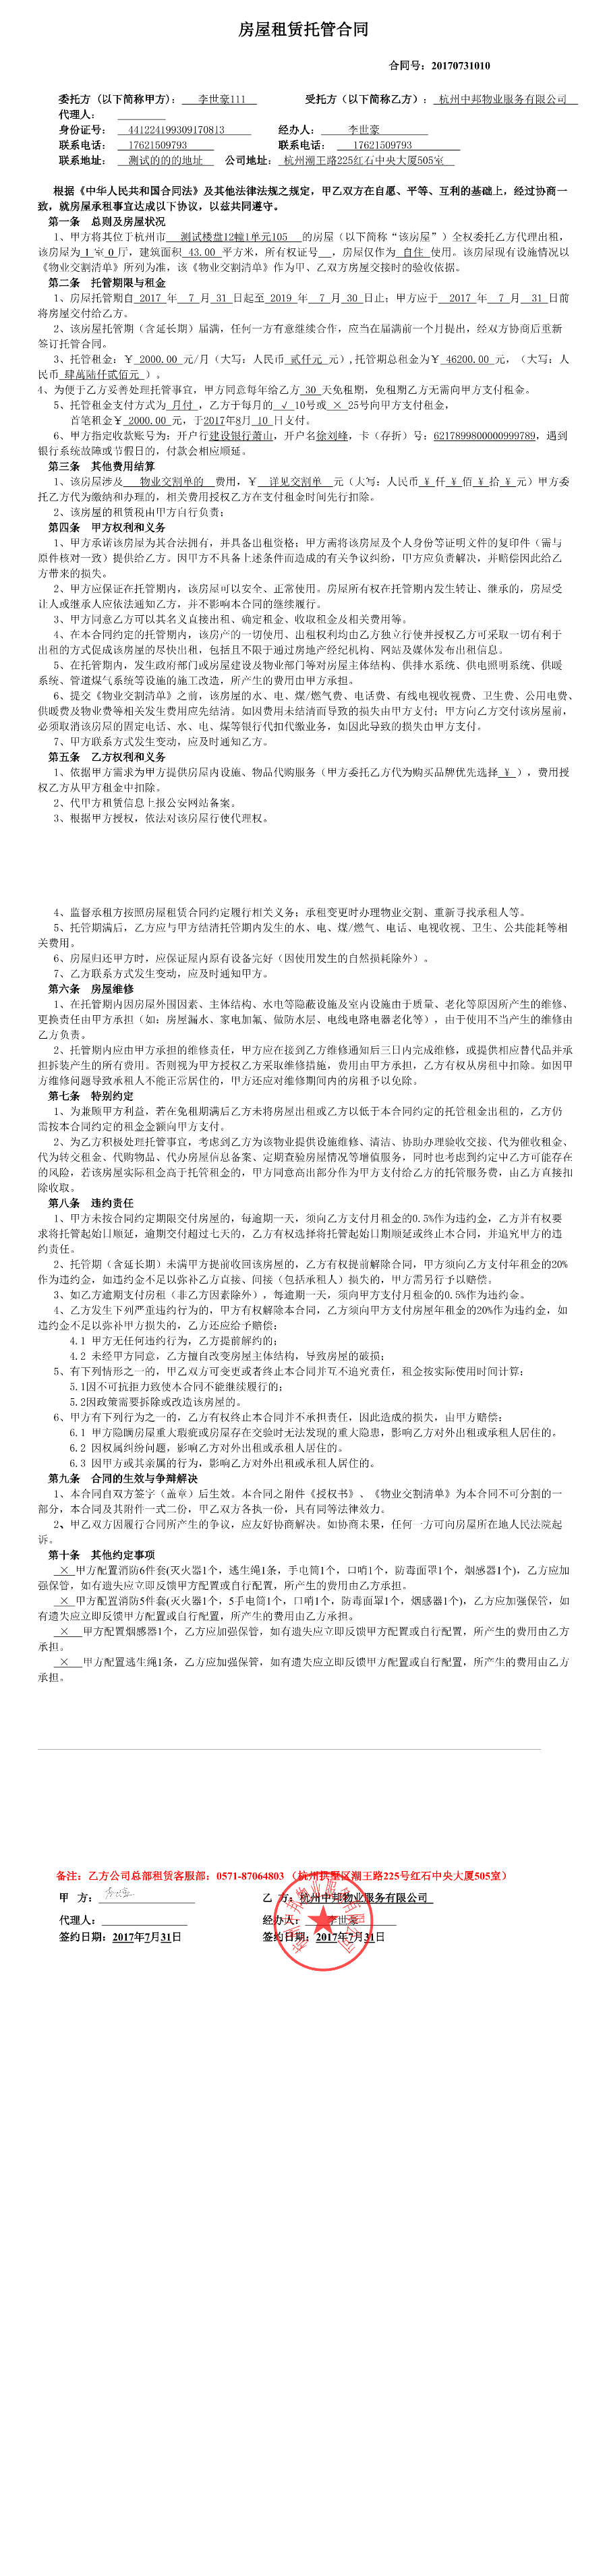 房屋租赁托管合同
合同号：20170731010
委托方（以下简称甲方）： 李世豪111 受托方（以下简称乙方）： 杭州中邦物业服务有限公司
代理人：
身份证号： 441224199309170813 经办人： 李世豪
联系电话： 17621509793 联系电话： 17621509793
联系地址： 测试的的的地址 公司地址： 杭州潮王路225红石中央大厦505室
根据《中华人民共和国合同法》及其他法律法规之规定，甲乙双方在自愿、平等、互利的基础上，经过协商一
致，就房屋承租事宜达成以下协议，以兹共同遵守。
第一条 总则及房屋状况
1、甲方将其位于杭州市 测试楼盘12幢1单元105 的房屋（以下简称“该房屋”）全权委托乙方代理出租，
该房屋为 1 室 0 厅，建筑面积 43.00 平方米，所有权证号 ，房屋仅作为 自住 使用。该房屋现有设施情况以
《物业交割清单》所列为准，该《物业交割清单》作为甲、乙双方房屋交接时的验收依据。
第二条 托管期限与租金
1、房屋托管期自 2017 年 7 月 31 日起至 2019 年 7 月 30 日止；甲方应于 2017 年 7 月 31 日前
将房屋交付给乙方。
2、该房屋托管期（含延长期）届满，任何一方有意继续合作，应当在届满前一个月提出，经双方协商后重新
签订托管合同。
3、托管租金：￥ 2000.00 元/月（大写：人民币 贰仟元 元），托管期总租金为￥ 46200.00 元，（大写：人
民币 肆萬陆仟贰佰元 ）。
4、为便于乙方妥善处理托管事宜，甲方同意每年给乙方 30 天免租期，免租期乙方无需向甲方支付租金。
5、托管租金支付方式为 月付 ，乙方于每月的 √ 10号或 × 25号向甲方支付租金，
首笔租金￥ 2000.00 元，于2017年8月 10 日支付。
6、甲方指定收款账号为：开户行建设银行萧山，开户名徐刘峰，卡（存折）号：6217899800000999789，遇到
银行系统故障或节假日的，付款会相应顺延。
第三条 其他费用结算
1、该房屋涉及 物业交割单的 费用，￥ 详见交割单 元（大写：人民币 ￥ 仟 ￥ 佰 ￥ 拾 ￥ 元）甲方委
托乙方代为缴纳和办理的，相关费用授权乙方在支付租金时间先行扣除。
2、该房屋的租赁税由甲方自行负责；
第四条 甲方权利和义务
1、甲方承诺该房屋为其合法拥有，并具备出租资格；甲方需将该房屋及个人身份等证明文件的复印件（需与
原件核对一致）提供给乙方。因甲方不具备上述条件而造成的有关争议纠纷，甲方应负责解决，并赔偿因此给乙
方带来的损失。
2、甲方应保证在托管期内，该房屋可以安全、正常使用。房屋所有权在托管期内发生转让、继承的，房屋受
让人或继承人应依法通知乙方，并不影响本合同的继续履行。
3、甲方同意乙方可以其名义直接出租、确定租金、收取租金及相关费用等。
4、在本合同约定的托管期内，该房产的一切使用、出租权利均由乙方独立行使并授权乙方可采取一切有利于
出租的方式促成该房屋的尽快出租，包括且不限于通过房地产经纪机构、网站及媒体发布出租信息。
5、在托管期内，发生政府部门或房屋建设及物业部门等对房屋主体结构、供排水系统、供电照明系统、供暖
系统、管道煤气系统等设施的施工改造，所产生的费用由甲方承担。
6、提交《物业交割清单》之前，该房屋的水、电、煤/燃气费、电话费、有线电视收视费、卫生费、公用电费、
供暖费及物业费等相关发生费用应先结清。如因费用未结清而导致的损失由甲方支付；甲方向乙方交付该房屋前，
必须取消该房屋的固定电话、水、电、煤等银行代扣代缴业务，如因此导致的损失由甲方支付。
7、甲方联系方式发生变动，应及时通知乙方。
第五条 乙方权利和义务
1、依据甲方需求为甲方提供房屋内设施、物品代购服务（甲方委托乙方代为购买品牌优先选择 ￥ ），费用授
权乙方从甲方租金中扣除。
2、代甲方租赁信息上报公安网站备案。
3、根据甲方授权，依法对该房屋行使代理权。
4、监督承租方按照房屋租赁合同约定履行相关义务；承租变更时办理物业交割、重新寻找承租人等。
5、托管期满后，乙方应与甲方结清托管期内发生的水、电、煤/燃气、电话、电视收视、卫生、公共能耗等相
关费用。
6、房屋归还甲方时，应保证屋内原有设备完好（因使用发生的自然损耗除外）。
7、乙方联系方式发生变动，应及时通知甲方。
第六条 房屋维修
1、在托管期内因房屋外围因素、主体结构、水电等隐蔽设施及室内设施由于质量、老化等原因所产生的维修、
更换责任由甲方承担（如：房屋漏水、家电加氟、做防水层、电线电路电器老化等），由于使用不当产生的维修由
乙方负责。
2、托管期内应由甲方承担的维修责任，甲方应在接到乙方维修通知后三日内完成维修，或提供相应替代品并承
担拆装产生的所有费用。否则视为甲方授权乙方采取维修措施，费用由甲方承担，乙方有权从房租中扣除。如因甲
方维修问题导致承租人不能正常居住的，甲方还应对维修期间内的房租予以免除。
第七条 特别约定
1、为兼顾甲方利益，若在免租期满后乙方未将房屋出租或乙方以低于本合同约定的托管租金出租的，乙方仍
需按本合同约定的租金金额向甲方支付。
2、为乙方积极处理托管事宜，考虑到乙方为该物业提供设施维修、清洁、协助办理验收交接、代为催收租金、
代为转交租金、代购物品、代办房屋信息备案、定期查验房屋情况等增值服务，同时也考虑到约定中乙方可能存在
的风险，若该房屋实际租金高于托管租金的，甲方同意高出部分作为甲方支付给乙方的托管服务费，由乙方直接扣
除收取。
第八条 违约责任
1、甲方未按合同约定期限交付房屋的，每逾期一天，须向乙方支付月租金的0.5%作为违约金，乙方并有权要
求将托管起始日顺延，逾期交付超过七天的，乙方有权选择将托管起始日期顺延或终止本合同，并追究甲方的违
约责任。
2、托管期（含延长期）未满甲方提前收回该房屋的，乙方有权提前解除合同，甲方须向乙方支付年租金的20%
作为违约金，如违约金不足以弥补乙方直接、间接（包括承租人）损失的，甲方需另行予以赔偿。
3、如乙方逾期支付房租（非乙方因素除外），每逾期一天，须向甲方支付月租金的0.5%作为违约金。
4、乙方发生下列严重违约行为的，甲方有权解除本合同，乙方须向甲方支付房屋年租金的20%作为违约金，如
违约金不足以弥补甲方损失的，乙方还应给予赔偿：
4.1 甲方无任何违约行为，乙方提前解约的；
4.2 未经甲方同意，乙方擅自改变房屋主体结构，导致房屋的破损；
5、有下列情形之一的，甲乙双方可变更或者终止本合同并互不追究责任，租金按实际使用时间计算：
5.1因不可抗拒力致使本合同不能继续履行的；
5.2因政策需要拆除或改造该房屋的。
6、甲方有下列行为之一的，乙方有权终止本合同并不承担责任，因此造成的损失，由甲方赔偿：
6.1 甲方隐瞒房屋重大瑕疵或房屋存在交验时无法发现的重大隐患，影响乙方对外出租或承租人居住的。
6.2 因权属纠纷问题，影响乙方对外出租或承租人居住的。
6.3 因甲方或其亲属的行为，影响乙方对外出租或承租人居住的。
第九条 合同的生效与争辩解决
1、本合同自双方签字（盖章）后生效。本合同之附件《授权书》、《物业交割清单》为本合同不可分割的一
部分，本合同及其附件一式二份，甲乙双方各执一份，具有同等法律效力。
2、甲乙双方因履行合同所产生的争议，应友好协商解决。如协商未果，任何一方可向房屋所在地人民法院起
诉。
第十条 其他约定事项
× 甲方配置消防6件套(灭火器1个，逃生绳1条，手电筒1个，口哨1个，防毒面罩1个，烟感器1个)，乙方应加
强保管，如有遗失应立即反馈甲方配置或自行配置，所产生的费用由乙方承担。
× 甲方配置消防5件套(灭火器1个，5手电筒1个，口哨1个，防毒面罩1个，烟感器1个)，乙方应加强保管，如
有遗失应立即反馈甲方配置或自行配置，所产生的费用由乙方承担。
× 甲方配置烟感器1个，乙方应加强保管，如有遗失应立即反馈甲方配置或自行配置，所产生的费用由乙方
承担。
× 甲方配置逃生绳1条，乙方应加强保管，如有遗失应立即反馈甲方配置或自行配置，所产生的费用由乙方
承担。
备注：乙方公司总部租赁客服部：0571-87064803 （杭州拱墅区潮王路225号红石中央大厦505室）
甲 方： 乙 方：杭州中邦物业服务有限公司
代理人： 经办人： 李世豪
签约日期：2017年7月31日 签约日期：2017年7月31日
杭州中邦物业服务有限公司